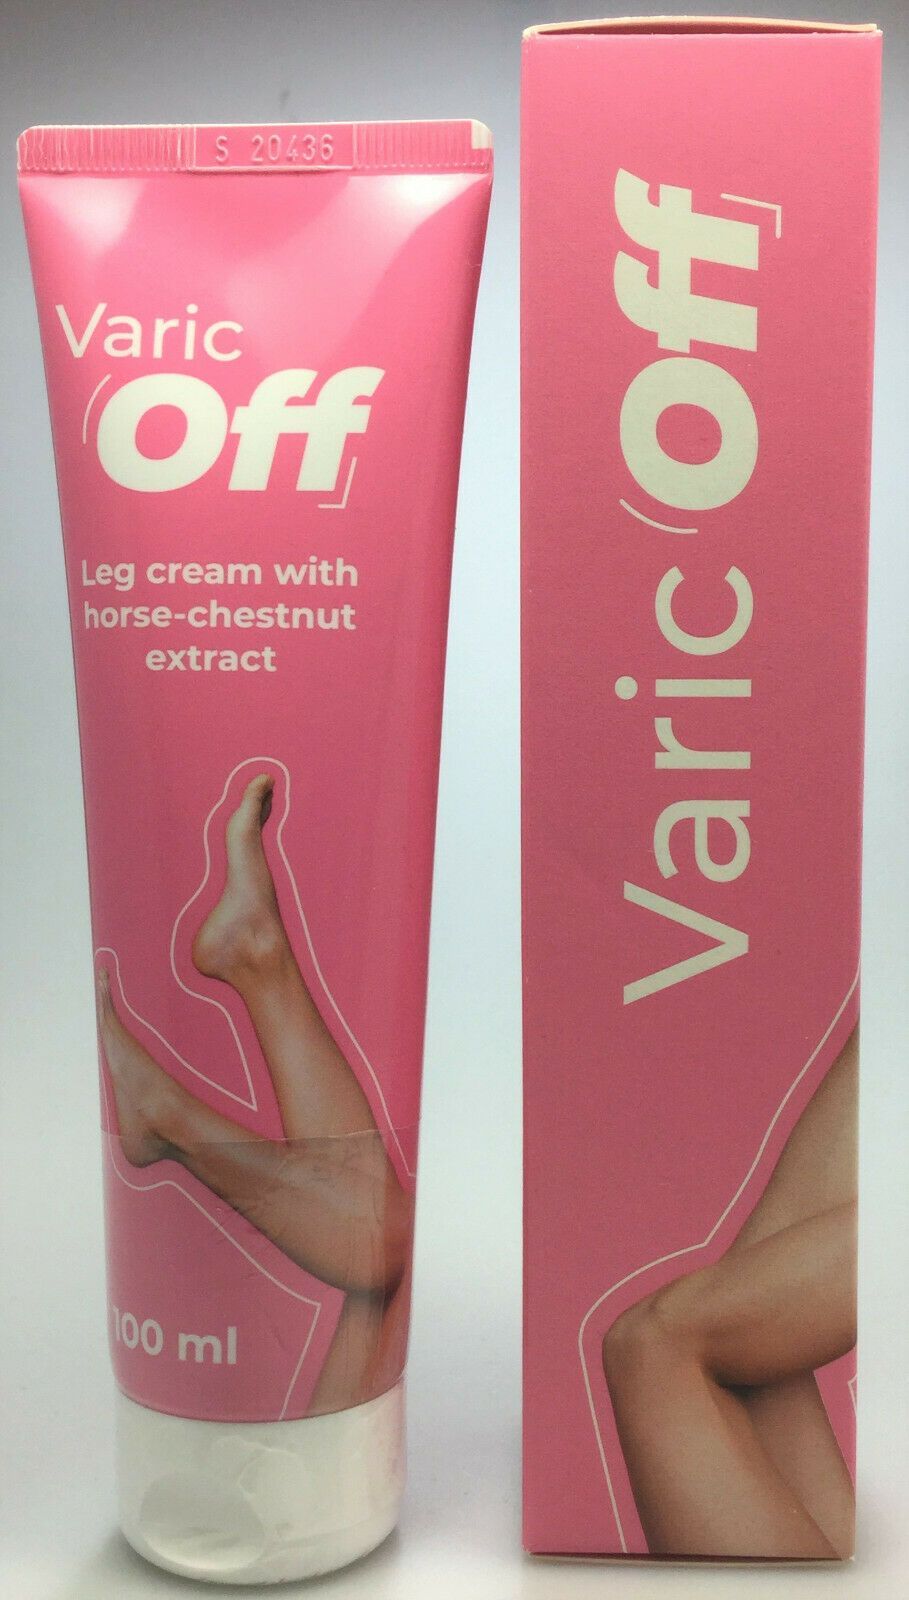 S 20436
Varic
Off
Leg cream with
horse-chestnut
extract
100 ml
Varic Off